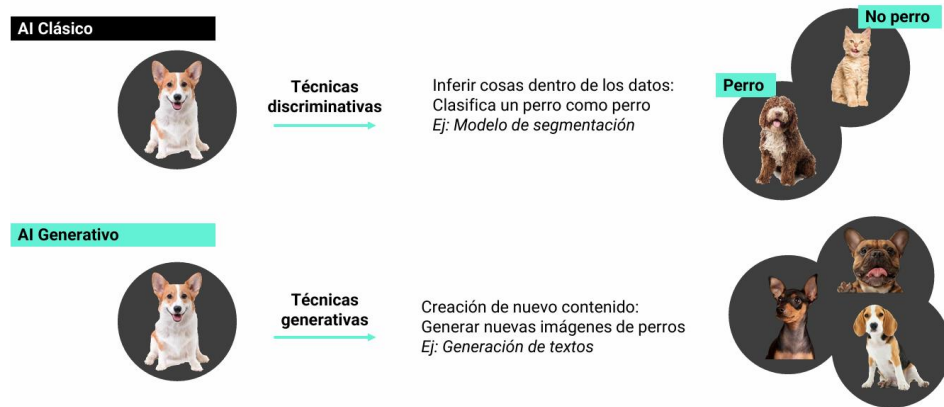 AI Clásico
Técnicas
discriminativas
Inferir cosas dentro de los datos:
Clasifica un perro como perro
Ej: Modelo de segmentación
No perro
Perro
AI Generativo
Técnicas
generativas
Creación de nuevo contenido:
Generar nuevas imágenes de perros
Ej: Generación de textos